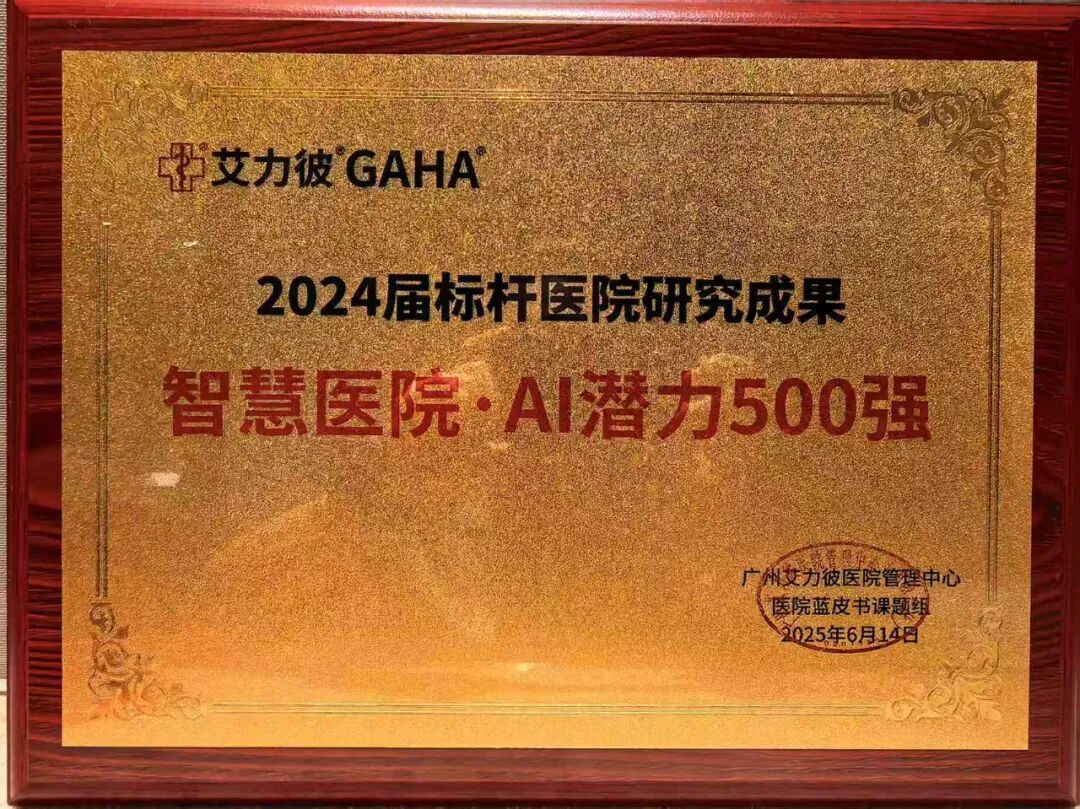 艾力彼® GAHA®
2024届标杆医院研究成果
智慧医院·AI潜力500强
广州艾力彼医院管理中心
医院蓝皮书课题组
2025年6月14日